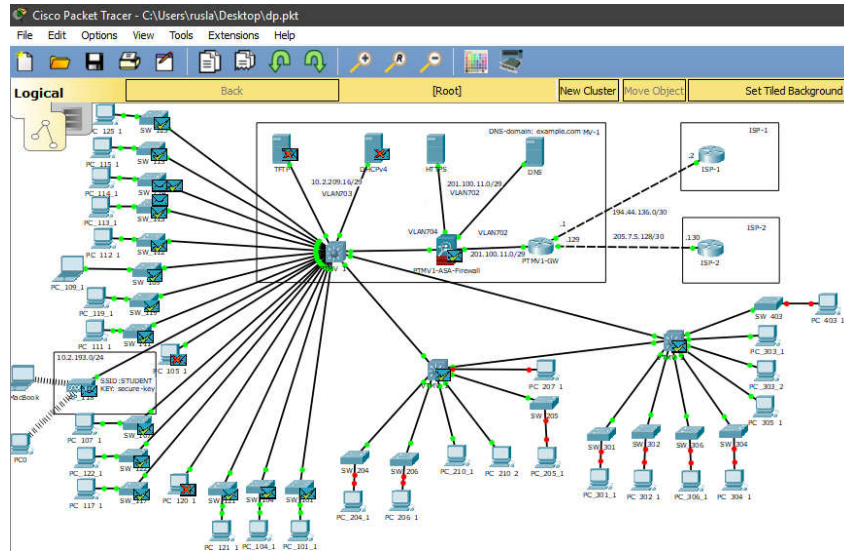 Cisco Packet Tracer - C:\Users\rusla\Desktop\dp.pkt
File Edit Options View Tools Extensions Help
Logical Back [Root] New Cluster Move Object Set Tiled Background
PC_115_1
PC_114_1
PC_113_1
PC_112_1
PC_109_1
PC_119_1
PC_111_1
PC_107_1
PC_122_1
PC_117_1
10.2.193.0/24
SSID:STUDENT
KEY: secure-key
MacBook
PC0
TFTP
DHCPv4
10.2.209.16/29
VLAN703
HTTPS
DNS-domain: example.com MV-1
DNS
201.100.11.0/29
VLAN702
VLAN704
VLAN702
PTMV1-ASA-Firewall
201.100.11.0/29
PTMV1-GW
.1
.129
ISP-1
.2
ISP-1
194.44.136.0/30
205.7.5.128/30
ISP-2
.130
ISP-2
PC_120_1
PC_121_1
PC_104_1
PC_101_1
SW_204
SW_206
PC_204_1
PC_206_1
PC_210_1
PC_210_2
PC_207_1
PC_205_1
SW_403
PC_403_1
PC_303_1
PC_303_2
PC_305_1
SW_302
SW_306
SW_304
PC_301_1
PC_302_1
PC_306_1
PC_304_1